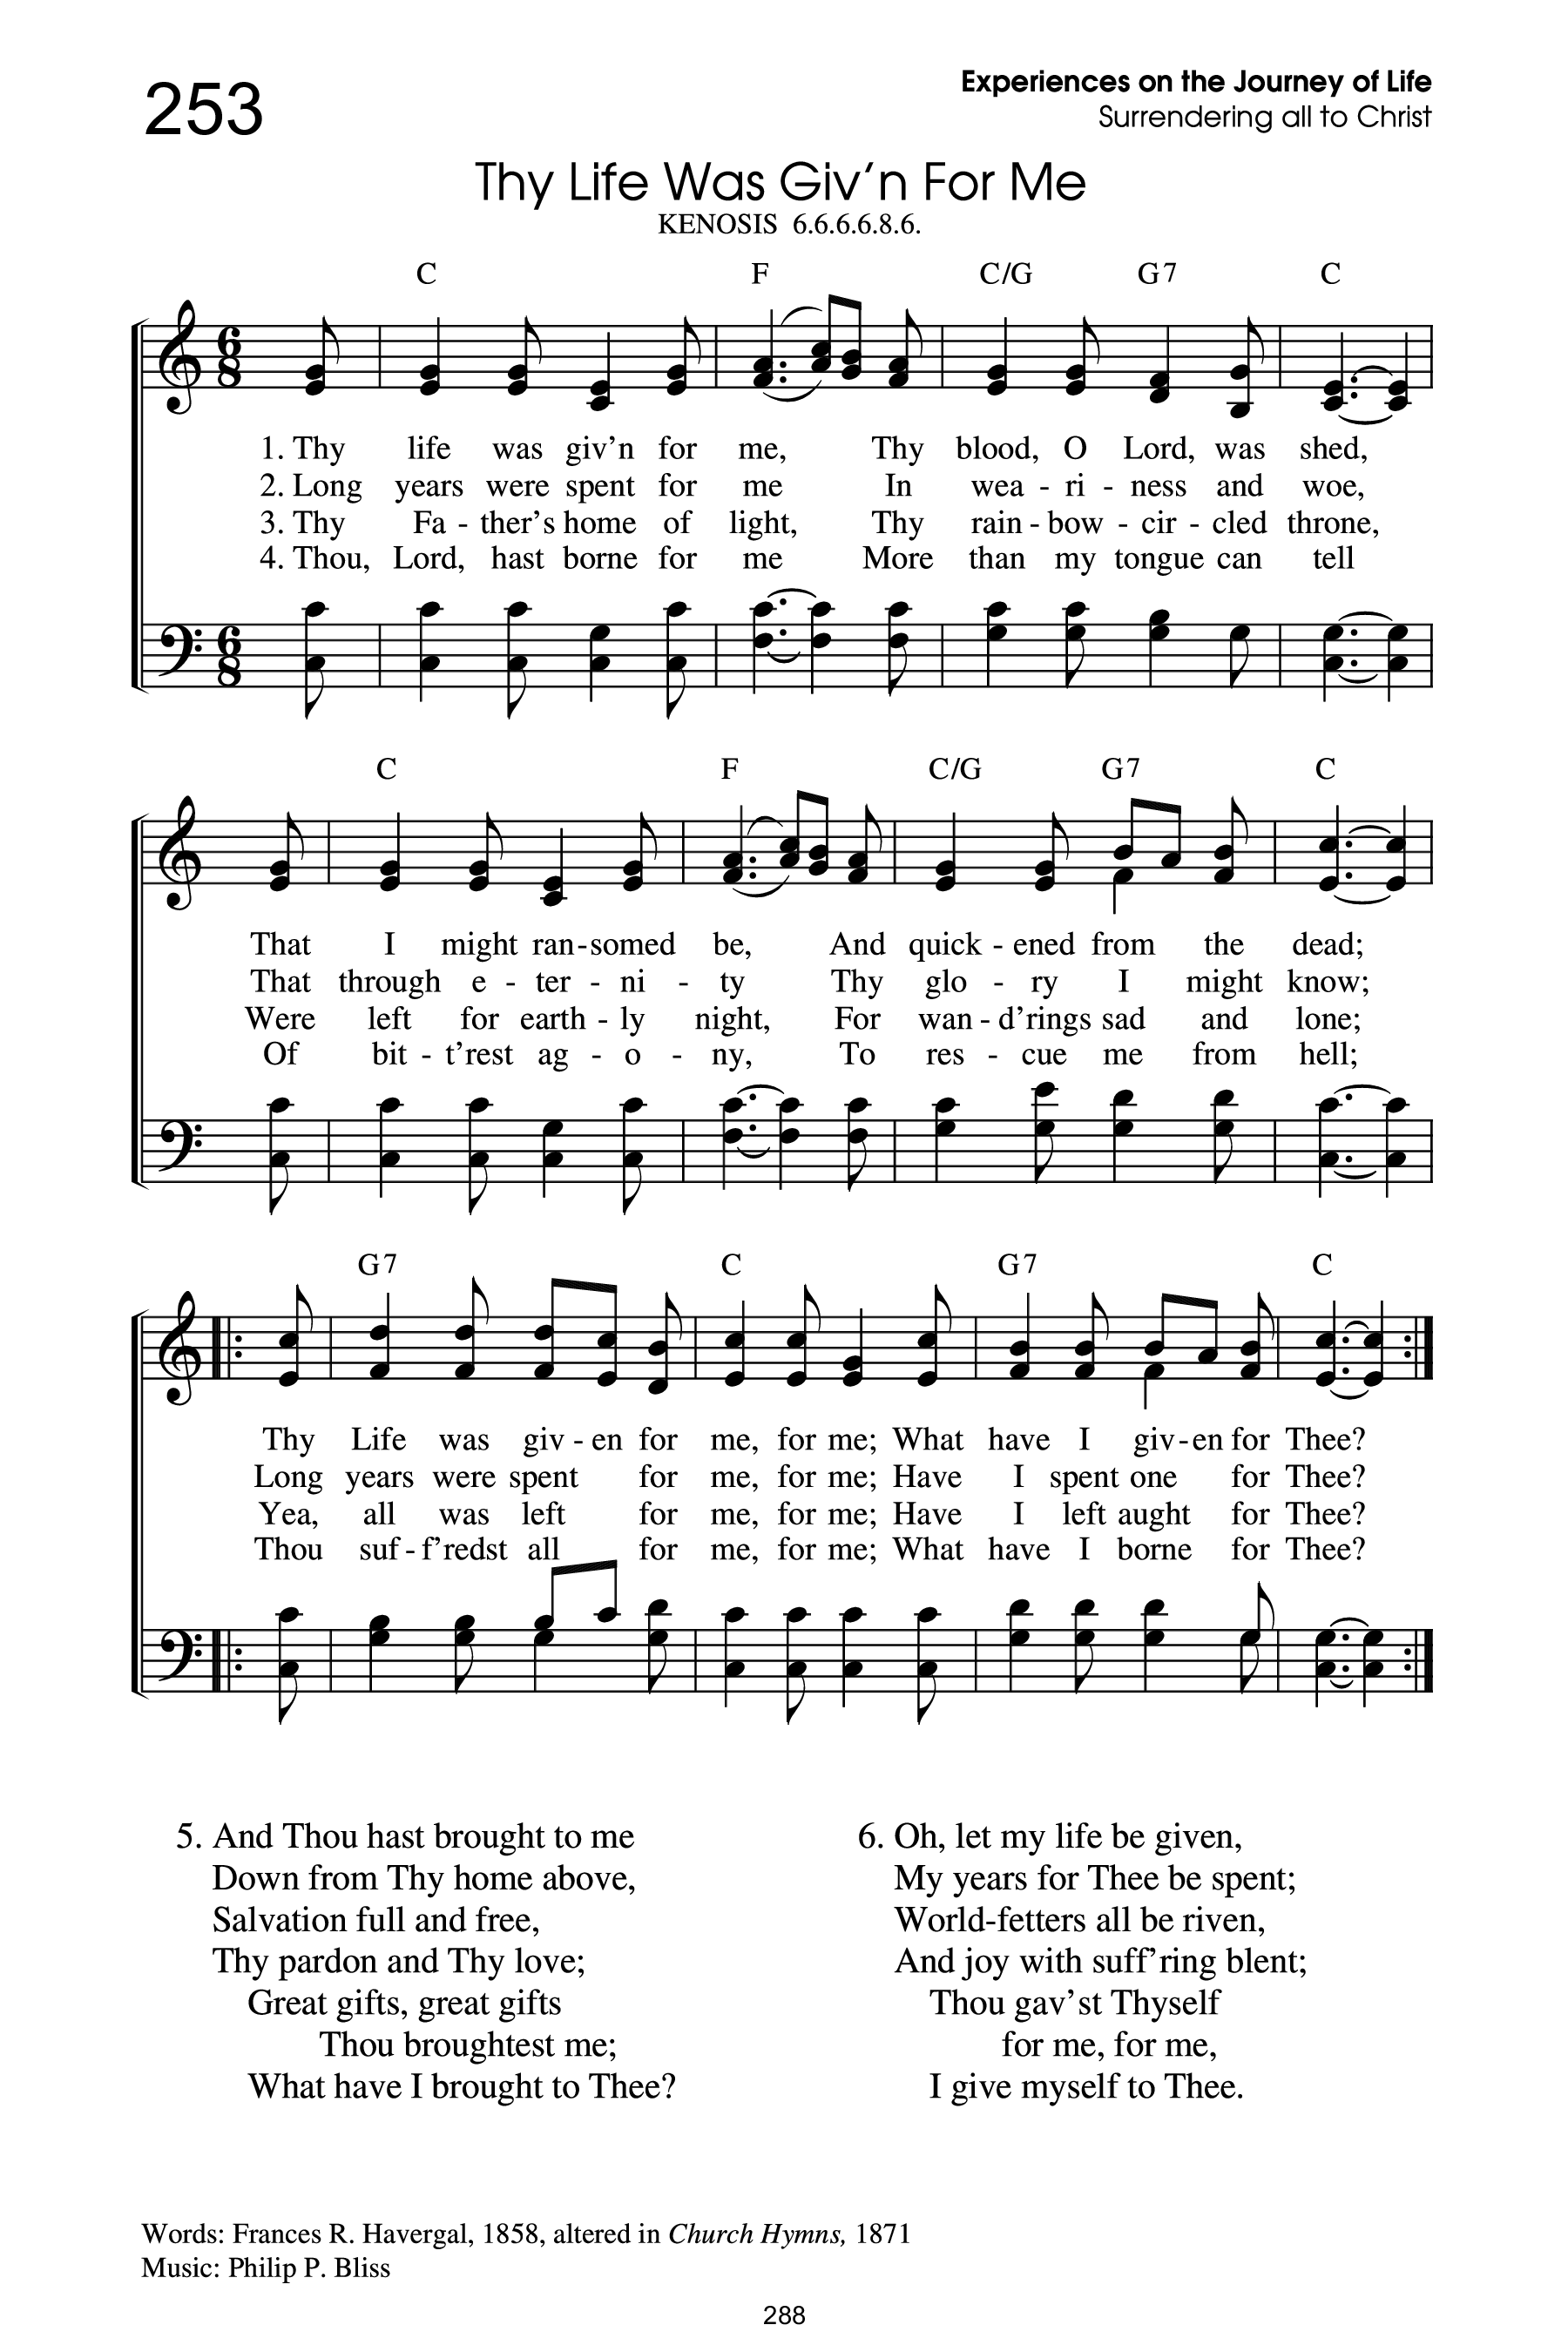 253
Experiences on the Journey of Life
Surrendering all to Christ
Thy Life Was Giv‘n For Me
KENOSIS 6.6.6.6.8.6.
C F C/G G7 C
6 8
1. Thy life was giv’n for me, Thy blood, O Lord, was shed,
2. Long years were spent for me In wea - ri - ness and woe,
3. Thy Fa - ther’s home of light, Thy rain - bow - cir - cled throne,
4. Thou, Lord, hast borne for me More than my tongue can tell
6 8
C F C/G G7 C
That I might ran - somed be, And quick - ened from the dead;
That through e - ter - ni - ty Thy glo - ry I might know;
Were left for earth - ly night, For wan - d’rings sad and lone;
Of bit - t’rest ag - o - ny, To res - cue me from hell;
G7 C G7 C
Thy Life was giv - en for me, for me; What have I giv - en for Thee?
Long years were spent for me, for me; Have I spent one for Thee?
Yea, all was left for me, for me; Have I left aught for Thee?
Thou suf - f’redst all for me, for me; What have I borne for Thee?
5. And Thou hast brought to me
Down from Thy home above,
Salvation full and free,
Thy pardon and Thy love;
Great gifts, great gifts
Thou broughtest me;
What have I brought to Thee?
6. Oh, let my life be given,
My years for Thee be spent;
World-fetters all be riven,
And joy with suff’ring blent;
Thou gav’st Thyself
for me, for me,
I give myself to Thee.
Words: Frances R. Havergal, 1858, altered in Church Hymns, 1871
Music: Philip P. Bliss
288